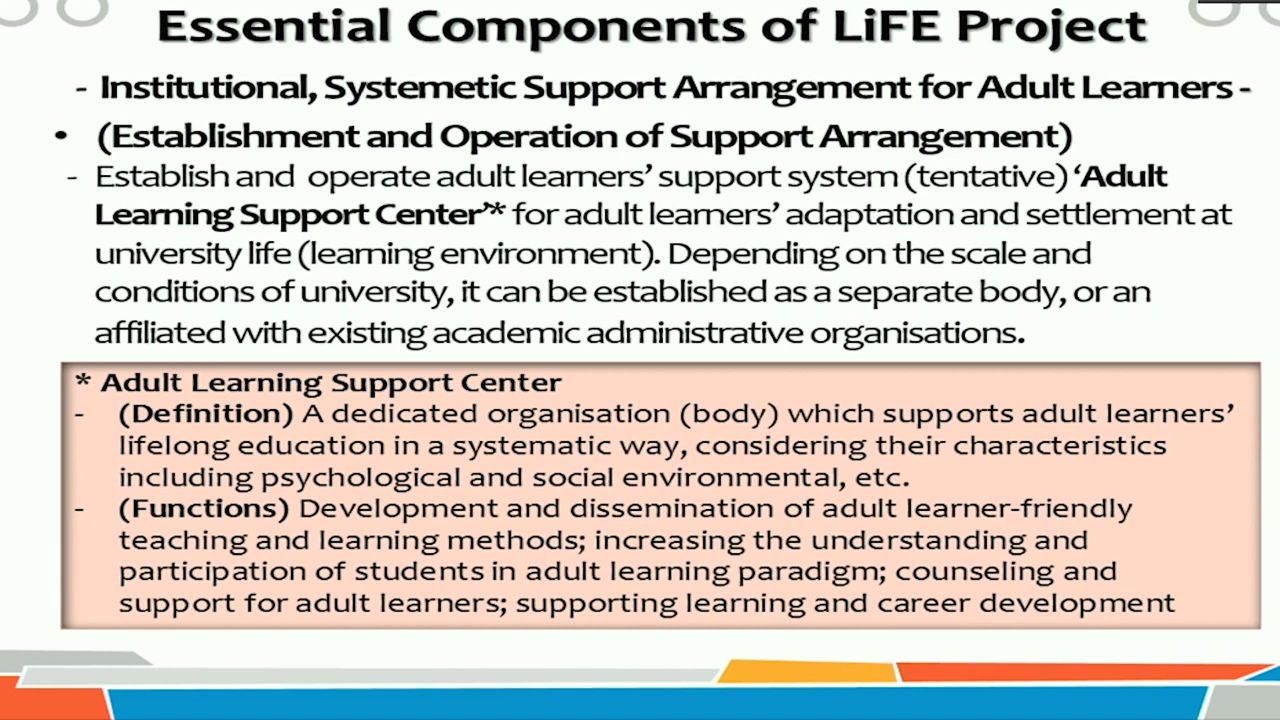 Essential Components of LiFE Project
- Institutional, Systemetic Support Arrangement for Adult Learners -
• (Establishment and Operation of Support Arrangement)
- Establish and operate adult learners’ support system (tentative) ‘Adult
Learning Support Center’* for adult learners’ adaptation and settlement at
university life (learning environment). Depending on the scale and
conditions of university, it can be established as a separate body, or an
affiliated with existing academic administrative organisations.
* Adult Learning Support Center
- (Definition) A dedicated organisation (body) which supports adult learners’
lifelong education in a systematic way, considering their characteristics
including psychological and social environmental, etc.
- (Functions) Development and dissemination of adult learner-friendly
teaching and learning methods; increasing the understanding and
participation of students in adult learning paradigm; counseling and
support for adult learners; supporting learning and career development